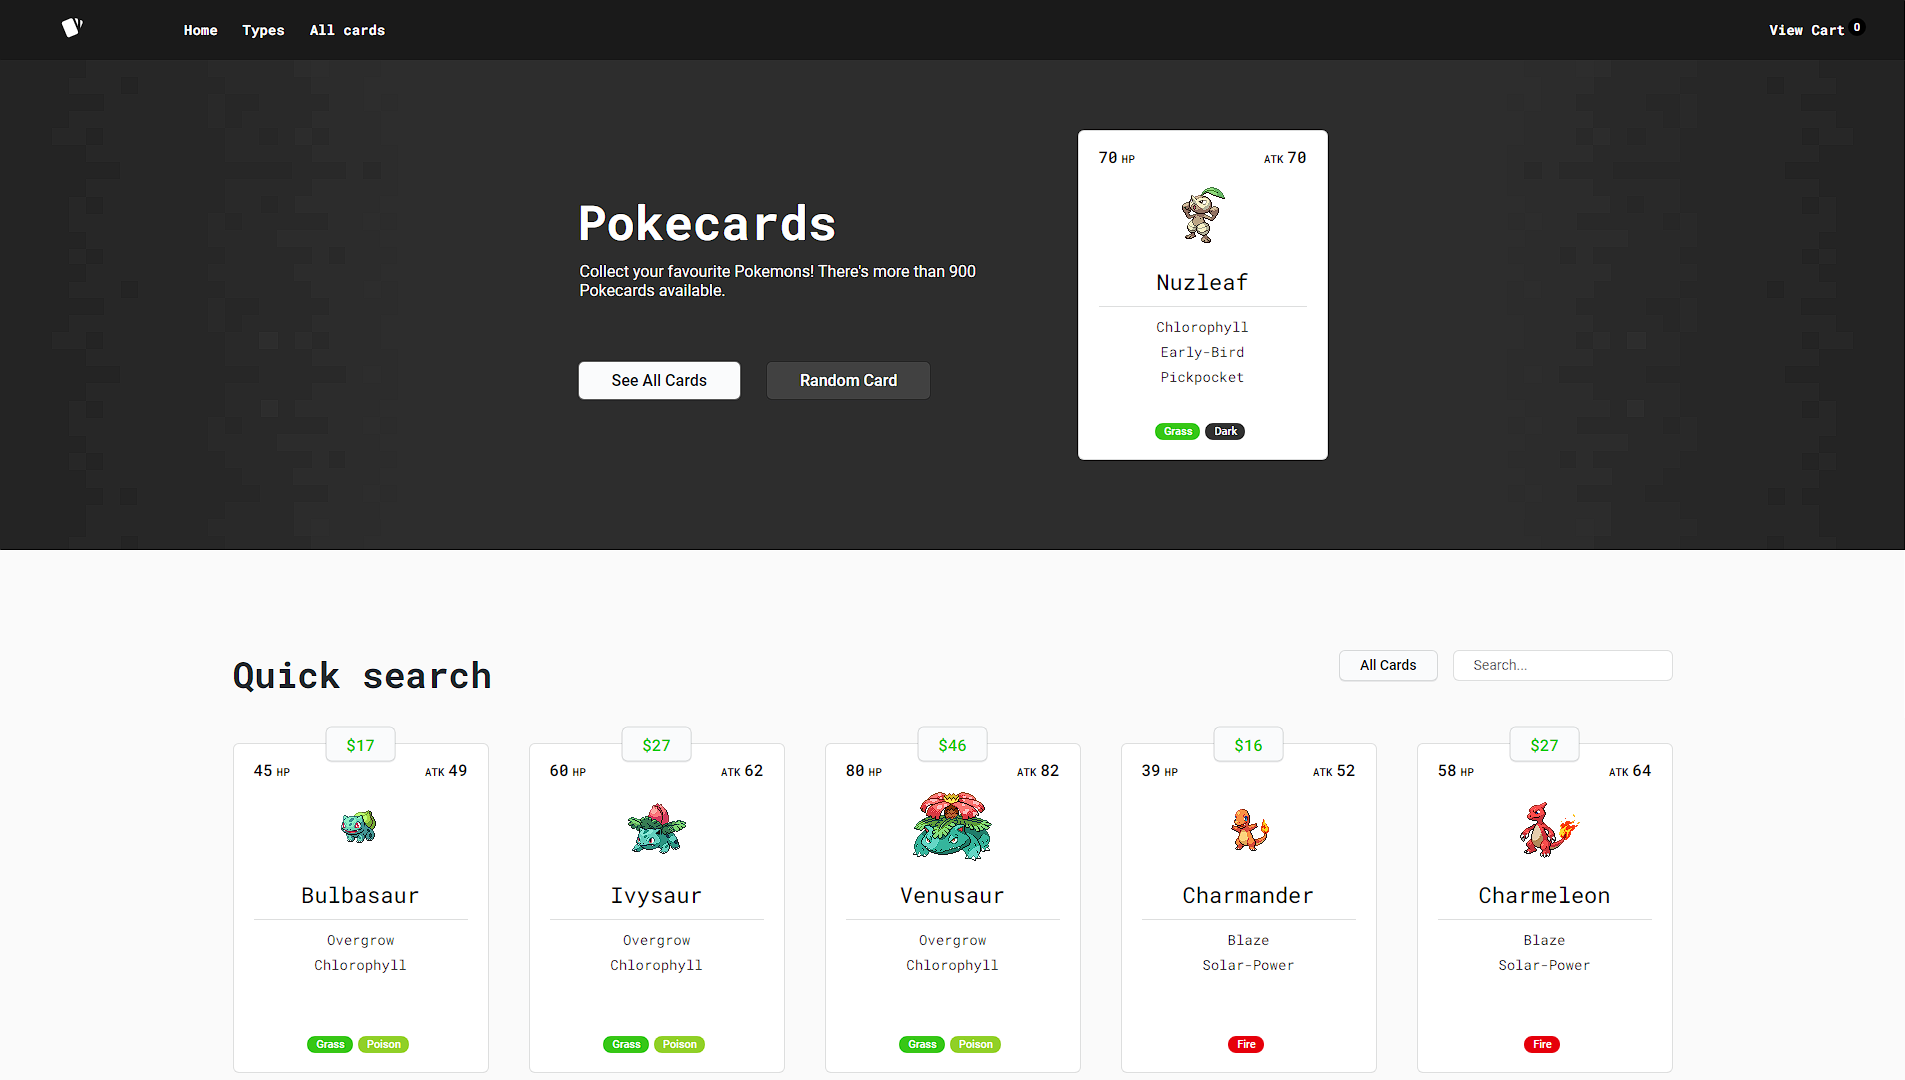 Home Types All cards View Cart 0
70 HP ATK 70
Pokecards
Collect your favourite Pokemons! There's more than 900
Pokecards available.
Nuzleaf
Chlorophyll
Early-Bird
Pickpocket
See All Cards Random Card
Grass Dark
Quick search
All Cards Search...
$17 $27 $46 $16 $27
45 HP ATK 49 60 HP ATK 62 80 HP ATK 82 39 HP ATK 52 58 HP ATK 64
Bulbasaur Ivysaur Venusaur Charmander Charmeleon
Overgrow Overgrow Overgrow Blaze Blaze
Chlorophyll Chlorophyll Chlorophyll Solar-Power Solar-Power
Grass Poison Grass Poison Grass Poison Fire Fire